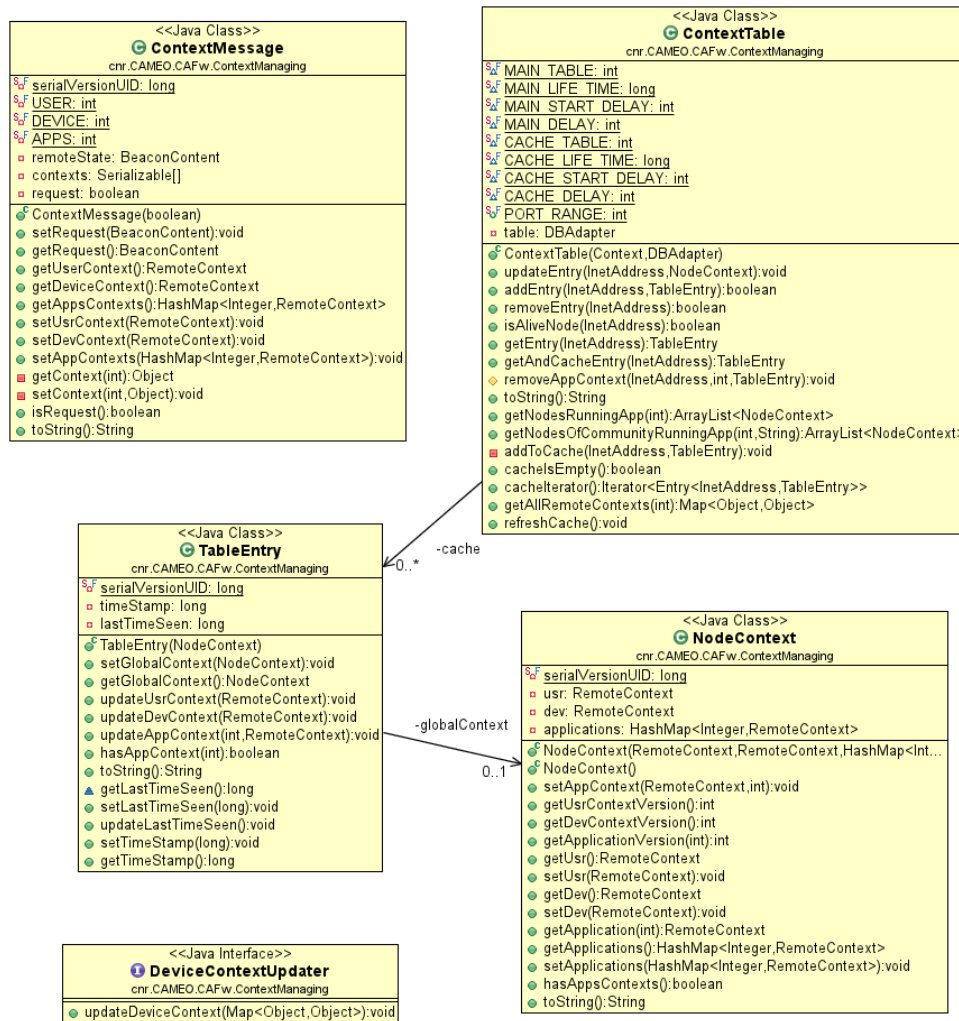 <<Java Class>>
ContextMessage
cnr.CAMEO.CAFw.ContextManaging
serialVersionUID: long
USER: int
DEVICE: int
APPS: int
remoteState: BeaconContent
contexts: Serializable[]
request: boolean
ContextMessage(boolean)
setRequest(BeaconContent):void
getRequest():BeaconContent
getUserContext():RemoteContext
getDeviceContext():RemoteContext
getAppsContexts():HashMap<Integer,RemoteContext>
setUsrContext(RemoteContext):void
setDevContext(RemoteContext):void
setAppContexts(HashMap<Integer,RemoteContext>):void
getContext(int):Object
setContext(int,Object):void
isRequest():boolean
toString():String
<<Java Class>>
ContextTable
cnr.CAMEO.CAFw.ContextManaging
MAIN_TABLE: int
MAIN_LIFE_TIME: long
MAIN_START_DELAY: int
MAIN_DELAY: int
CACHE_TABLE: int
CACHE_LIFE_TIME: long
CACHE_START_DELAY: int
CACHE_DELAY: int
PORT_RANGE: int
table: DBAdapter
ContextTable(Context,DBAdapter)
updateEntry(InetAddress,NodeContext):void
addEntry(InetAddress,TableEntry):boolean
removeEntry(InetAddress):boolean
isAliveNode(InetAddress):boolean
getEntry(InetAddress):TableEntry
getAndCacheEntry(InetAddress):TableEntry
removeAppContext(InetAddress,int,TableEntry):void
toString():String
getNodesRunningApp(int):ArrayList<NodeContext>
getNodesOfCommunityRunningApp(int,String):ArrayList<NodeContext>
addToCache(InetAddress,TableEntry):void
cacheIsEmpty():boolean
cacheIterator():Iterator<Entry<InetAddress,TableEntry>>
getAllRemoteContexts(int):Map<Object,Object>
refreshCache():void
-cache
0..*
<<Java Class>>
TableEntry
cnr.CAMEO.CAFw.ContextManaging
serialVersionUID: long
timeStamp: long
lastTimeSeen: long
TableEntry(NodeContext)
setGlobalContext(NodeContext):void
getGlobalContext():NodeContext
updateUsrContext(RemoteContext):void
updateDevContext(RemoteContext):void
updateAppContext(int,RemoteContext):void
hasAppContext(int):boolean
toString():String
getLastTimeSeen():long
setLastTimeSeen(long):void
updateLastTimeSeen():void
setTimeStamp(long):void
getTimeStamp():long
-globalContext
0..1
<<Java Class>>
NodeContext
cnr.CAMEO.CAFw.ContextManaging
serialVersionUID: long
usr: RemoteContext
dev: RemoteContext
applications: HashMap<Integer,RemoteContext>
NodeContext(RemoteContext,RemoteContext,HashMap<Int...
NodeContext()
setAppContext(RemoteContext,int):void
getUsrContextVersion():int
getDevContextVersion():int
getApplicationVersion(int):int
getUsr():RemoteContext
setUsr(RemoteContext):void
getDev():RemoteContext
setDev(RemoteContext):void
getApplication(int):RemoteContext
getApplications():HashMap<Integer,RemoteContext>
setApplications(HashMap<Integer,RemoteContext>):void
hasAppsContexts():boolean
toString():String
<<Java Interface>>
DeviceContextUpdater
cnr.CAMEO.CAFw.ContextManaging
updateDeviceContext(Map<Object,Object>):void